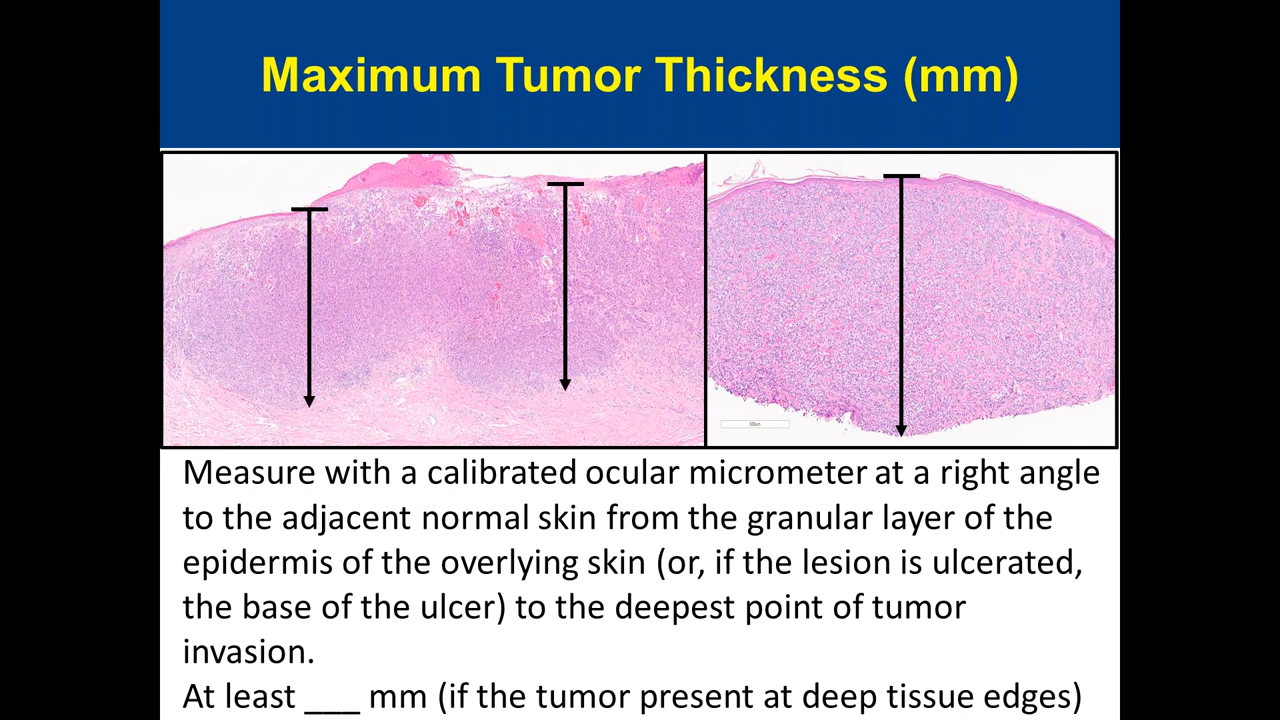 Maximum Tumor Thickness (mm)
500um
Measure with a calibrated ocular micrometer at a right angle
to the adjacent normal skin from the granular layer of the
epidermis of the overlying skin (or, if the lesion is ulcerated,
the base of the ulcer) to the deepest point of tumor
invasion.
At least ___ mm (if the tumor present at deep tissue edges)